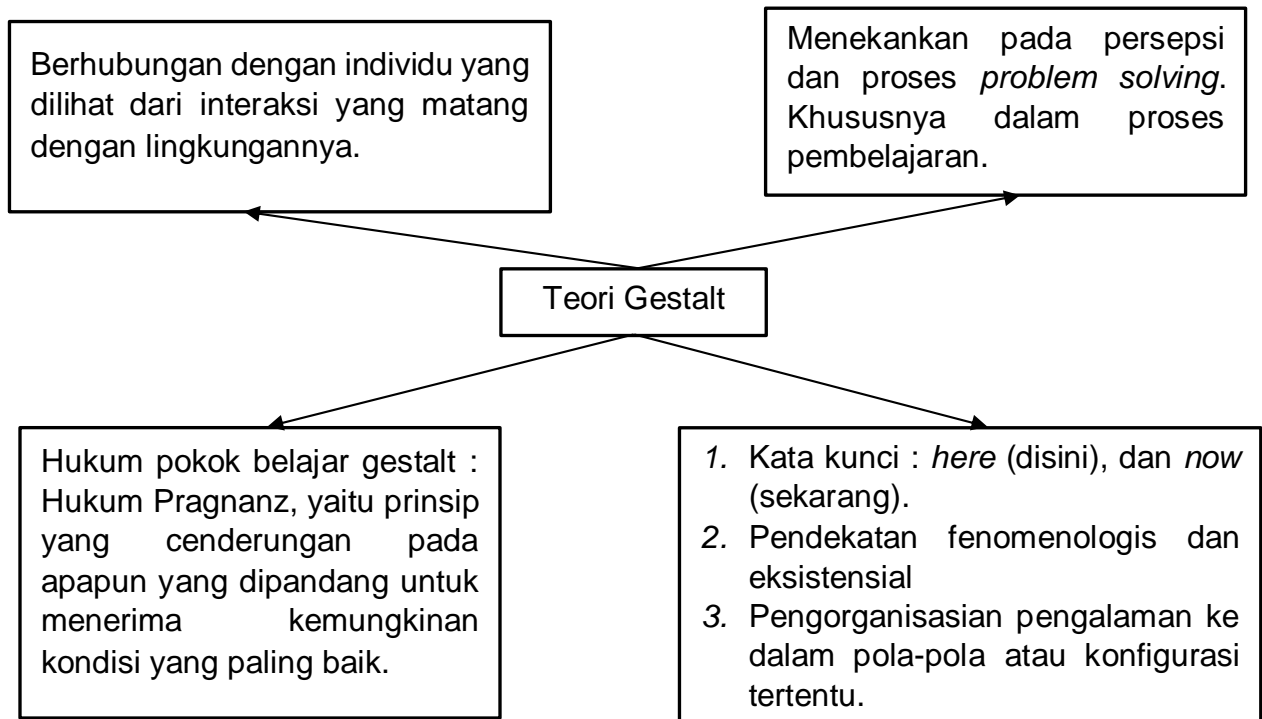 Berhubungan dengan individu yang
dilihat dari interaksi yang matang
dengan lingkungannya.
Menekankan pada persepsi
dan proses problem solving.
Khususnya dalam proses
pembelajaran.
Teori Gestalt
Hukum pokok belajar gestalt :
Hukum Pragnanz, yaitu prinsip
yang cenderungan pada
apapun yang dipandang untuk
menerima kemungkinan
kondisi yang paling baik.
1. Kata kunci : here (disini), dan now
(sekarang).
2. Pendekatan fenomenologis dan
eksistensial
3. Pengorganisasian pengalaman ke
dalam pola-pola atau konfigurasi
tertentu.